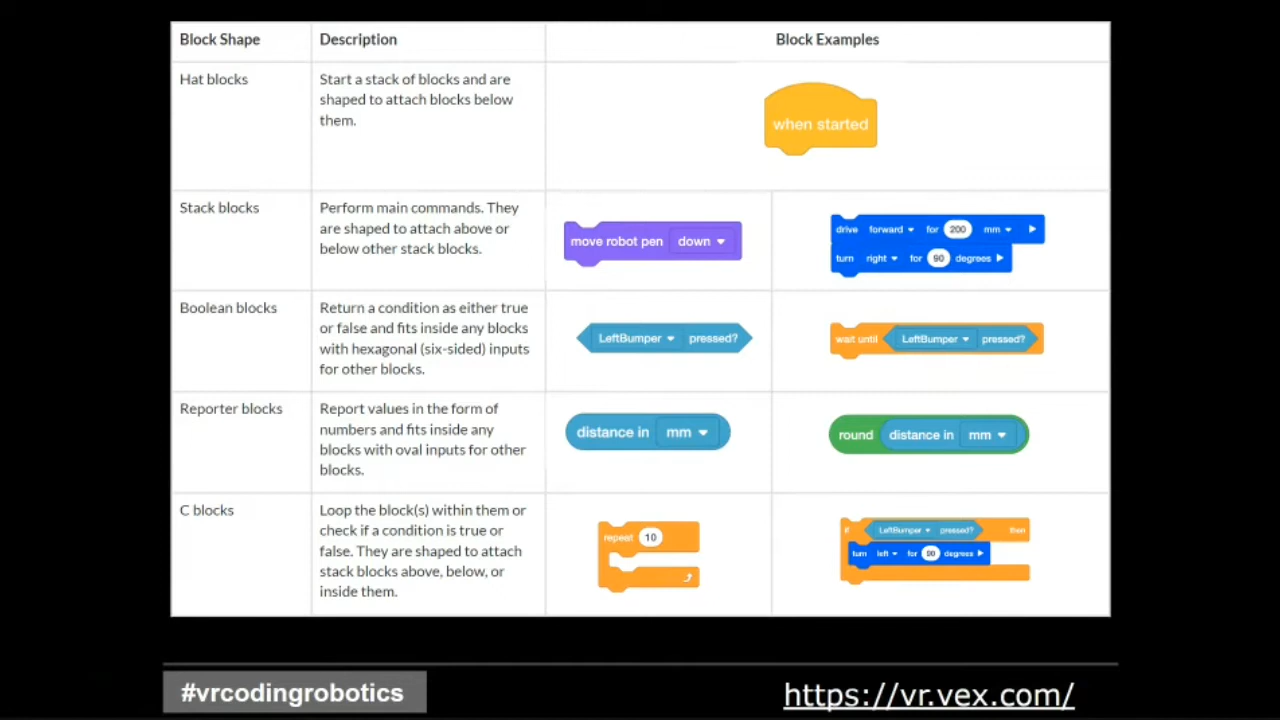 Block Shape
Description
Block Examples
Hat blocks
Start a stack of blocks and are
shaped to attach blocks below
them.
when started
Stack blocks
Perform main commands. They
are shaped to attach above or
below other stack blocks.
move robot pen down
drive forward for 200 mm
turn right for 90 degrees
Boolean blocks
Return a condition as either true
or false and fits inside any blocks
with hexagonal (six-sided) inputs
for other blocks.
LeftBumper pressed?
wait until LeftBumper pressed?
Reporter blocks
Report values in the form of
numbers and fits inside any
blocks with oval inputs for other
blocks.
distance in mm
round distance in mm
C blocks
Loop the block(s) within them or
check if a condition is true or
false. They are shaped to attach
stack blocks above, below, or
inside them.
repeat 10
if LeftBumper pressed? then
turn left for 90 degrees
#vrcodingrobotics
https://vr.vex.com/